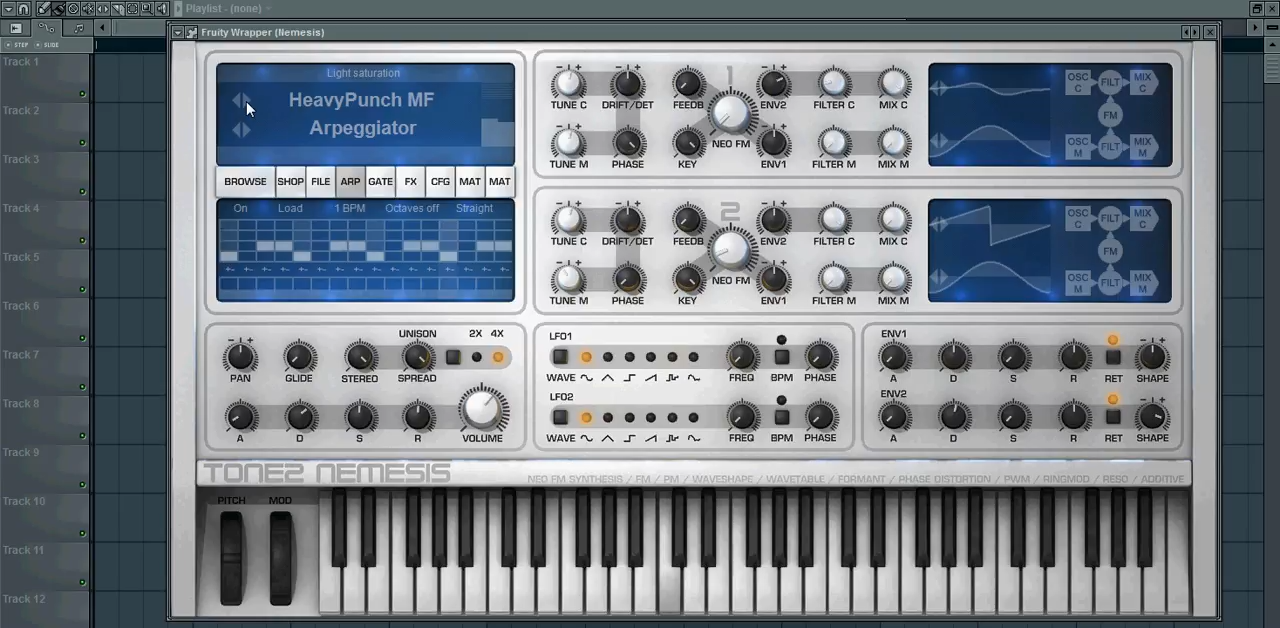 Playlist - (none)
STEP SLIDE
Fruity Wrapper (Nemesis)
Track 1
Track 2
Track 3
Track 4
Track 5
Track 6
Track 7
Track 8
Track 9
Track 10
Track 11
Track 12
Light saturation
HeavyPunch MF
Arpeggiator
BROWSE SHOP FILE ARP GATE FX CFG MAT MAT
On Load 1 BPM Octaves off Straight
1
TUNE C DRIFT/DET FEEDB ENV2 FILTER C MIX C
NEO FM
TUNE M PHASE KEY ENV1 FILTER M MIX M
OSC C FILT MIX C
FM
OSC M FILT MIX M
2
TUNE C DRIFT/DET FEEDB ENV2 FILTER C MIX C
NEO FM
TUNE M PHASE KEY ENV1 FILTER M MIX M
OSC C FILT MIX C
FM
OSC M FILT MIX M
UNISON 2X 4X
PAN GLIDE STEREO SPREAD
A D S R VOLUME
LFO1
WAVE FREQ BPM PHASE
LFO2
WAVE FREQ BPM PHASE
ENV1
A D S R RET SHAPE
ENV2
A D S R RET SHAPE
TONE2 NEMESIS
NEO FM SYNTHESIS / FM / PM / WAVESHAPE / WAVETABLE / FORMANT / PHASE DISTORTION / PWM / RINGMOD / RESO / ADDITIVE
PITCH MOD